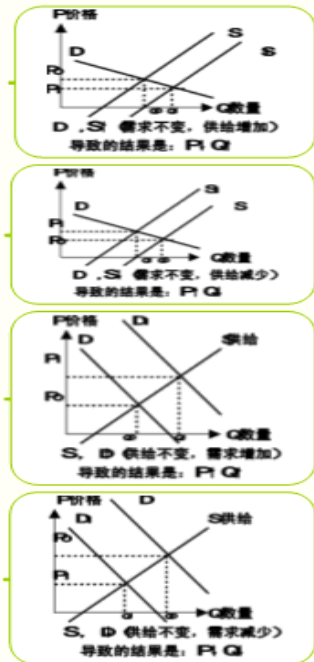 P价格
D
S
S
P₀
P₁
Q数量
D ,S↑（需求不变，供给增加）
导致的结果是：P↓ Q↑
P价格
D
S₁
S
P₁
P₀
Q数量
D ,S↓（需求不变，供给减少）
导致的结果是：P↑ Q↓
P价格
D
D₁
S供给
P₁
P₀
Q数量
S, D↑（供给不变，需求增加）
导致的结果是：P↑ Q↑
P价格
D
D₁
S供给
P₀
P₁
Q数量
S, D↓（供给不变，需求减少）
导致的结果是：P↓ Q↓